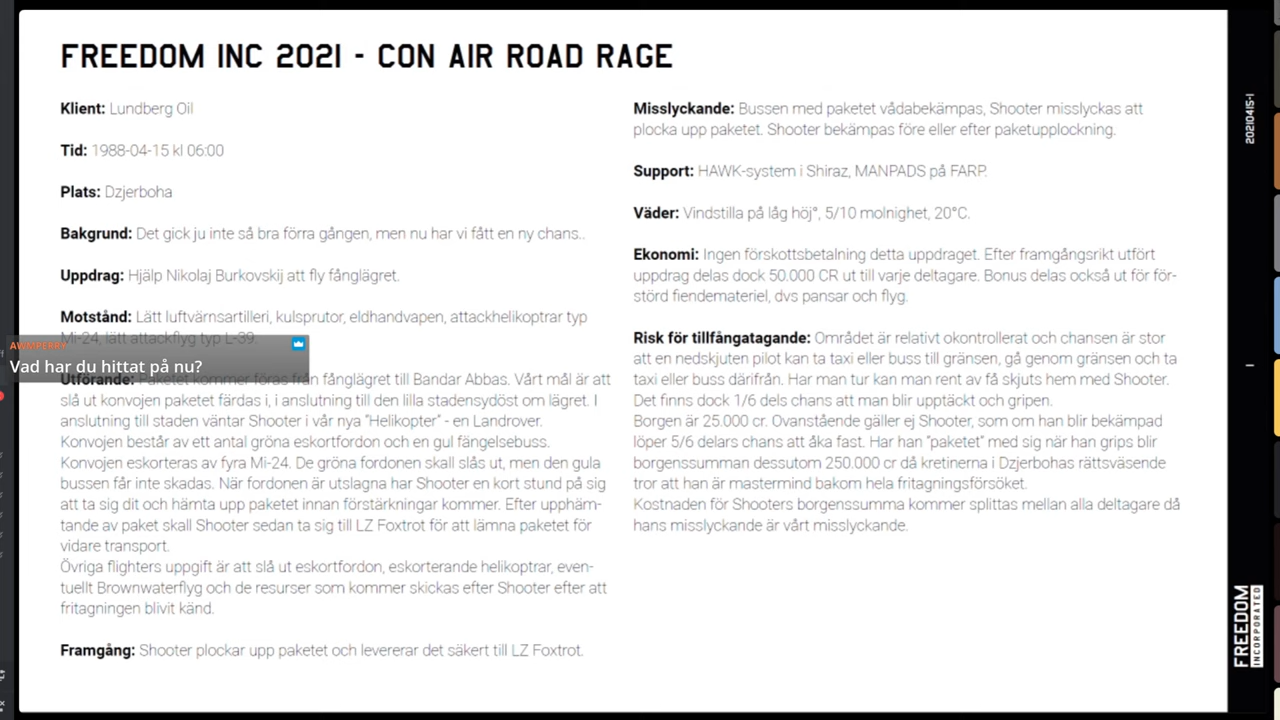 FREEDOM INC 2021 - CON AIR ROAD RAGE
Klient: Lundberg Oil
Tid: 1988-04-15 kl 06:00
Plats: Dzjerboha
Bakgrund: Det gick ju inte så bra förra gången, men nu har vi fått en ny chans..
Uppdrag: Hjälp Nikolaj Burkovskij att fly fånglägret.
Motstånd: Lätt luftvärnsartilleri, kulsprutor, eldhandvapen, attackhelikoptrar typ
Mi-24, lätt attackflyg typ L-39.
AWMPERRY
Vad har du hittat på nu?
Utförande: Paketet kommer föras från fånglägret till Bandar Abbas. Vårt mål är att
slå ut konvojen paketet färdas i, i anslutning till den lilla stadensydöst om lägret. I
anslutning till staden väntar Shooter i vår nya "Helikopter" - en Landrover.
Konvojen består av ett antal gröna eskortfordon och en gul fängelsebuss.
Konvojen eskorteras av fyra Mi-24. De gröna fordonen skall slås ut, men den gula
bussen får inte skadas. När fordonen är utslagna har Shooter en kort stund på sig
att ta sig dit och hämta upp paketet innan förstärkningar kommer. Efter upphäm-
tande av paket skall Shooter sedan ta sig till LZ Foxtrot för att lämna paketet för
vidare transport.
Övriga flighters uppgift är att slå ut eskortfordon, eskorterande helikoptrar, even-
tuellt Brownwaterflyg och de resurser som kommer skickas efter Shooter efter att
fritagningen blivit känd.
Framgång: Shooter plockar upp paketet och levererar det säkert till LZ Foxtrot.
Misslyckande: Bussen med paketet vådabekämpas, Shooter misslyckas att
plocka upp paketet. Shooter bekämpas före eller efter paketupplockning.
Support: HAWK-system i Shiraz, MANPADS på FARP.
Väder: Vindstilla på låg höj°, 5/10 molnighet, 20°C.
Ekonomi: Ingen förskottsbetalning detta uppdraget. Efter framgångsrikt utfört
uppdrag delas dock 50.000 CR ut till varje deltagare. Bonus delas också ut för för-
störd fiendemateriel, dvs pansar och flyg.
Risk för tillfångatagande: Området är relativt okontrollerat och chansen är stor
att en nedskjuten pilot kan ta taxi eller buss till gränsen, gå genom gränsen och ta
taxi eller buss därifrån. Har man tur kan man rent av få skjuts hem med Shooter.
Det finns dock 1/6 dels chans att man blir upptäckt och gripen.
Borgen är 25.000 cr. Ovanstående gäller ej Shooter, som om han blir bekämpad
löper 5/6 delars chans att åka fast. Har han "paketet" med sig när han grips blir
borgenssumman dessutom 250.000 cr då kretinerna i Dzjerbohas rättsväsende
tror att han är mastermind bakom hela fritagningsförsöket.
Kostnaden för Shooters borgenssumma kommer splittas mellan alla deltagare då
hans misslyckande är vårt misslyckande.
20210415-1
1
FREEDOM
INCORPORATED